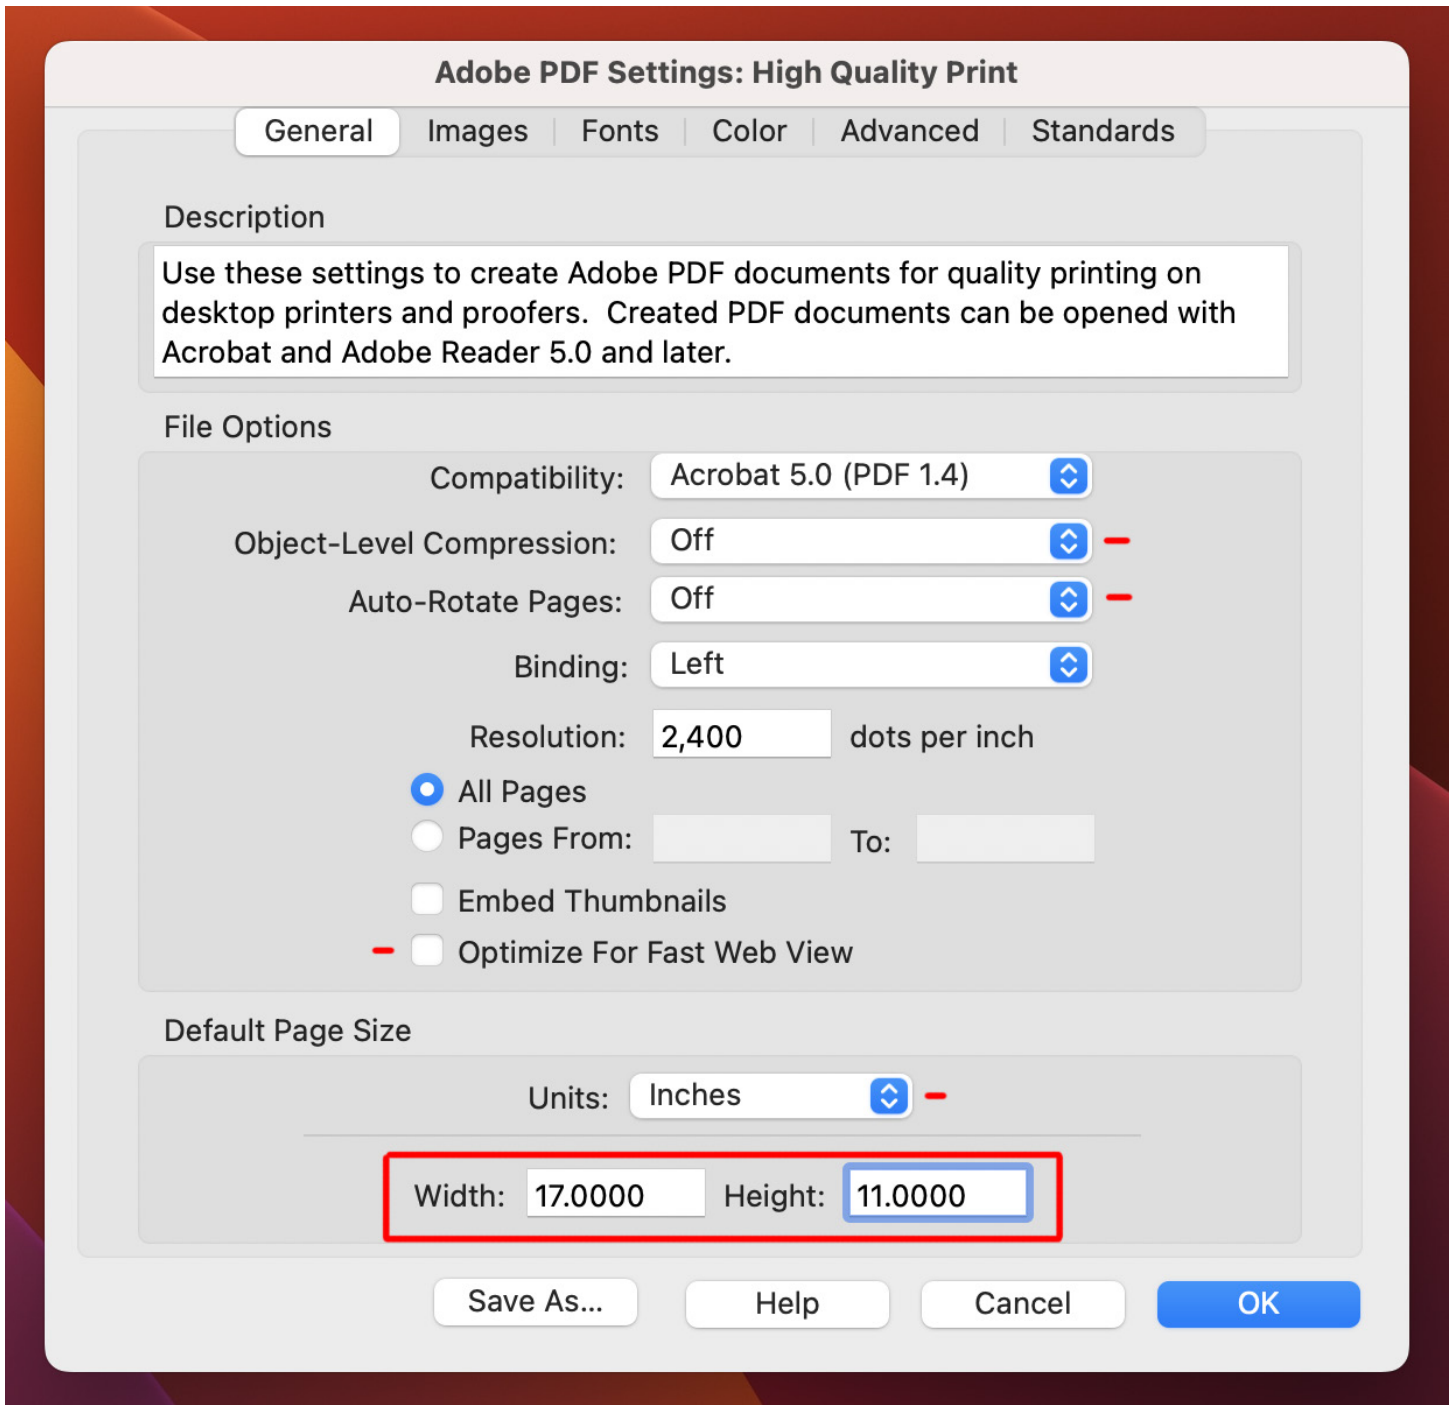 Adobe PDF Settings: High Quality Print
General Images Fonts Color Advanced Standards
Description
Use these settings to create Adobe PDF documents for quality printing on
desktop printers and proofers.  Created PDF documents can be opened with
Acrobat and Adobe Reader 5.0 and later.
File Options
Compatibility: Acrobat 5.0 (PDF 1.4)
Object-Level Compression: Off
Auto-Rotate Pages: Off
Binding: Left
Resolution: 2,400 dots per inch
All Pages
Pages From: To:
Embed Thumbnails
Optimize For Fast Web View
Default Page Size
Units: Inches
Width: 17.0000 Height: 11.0000
Save As... Help Cancel OK